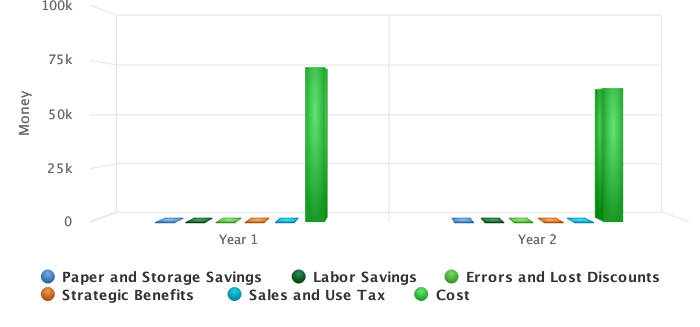 100k
75k
50k
25k
0
Money
Year 1 Year 2
Paper and Storage Savings Labor Savings Errors and Lost Discounts
Strategic Benefits Sales and Use Tax Cost